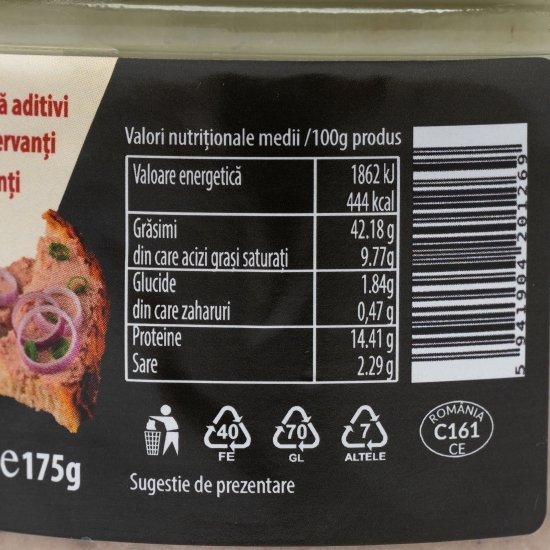 ă aditivi
ervanți
nți
Valori nutriționale medii /100g produs
Valoare energetică 1862 kJ
444 kcal
Grăsimi 42.18 g
din care acizi grași saturați 9.77g
Glucide 1.84g
din care zaharuri 0,47 g
Proteine 14.41 g
Sare 2.29 g
5 941904 201269
40 70 7
FE GL ALTELE
ROMÂNIA
C161
CE
e175g
Sugestie de prezentare